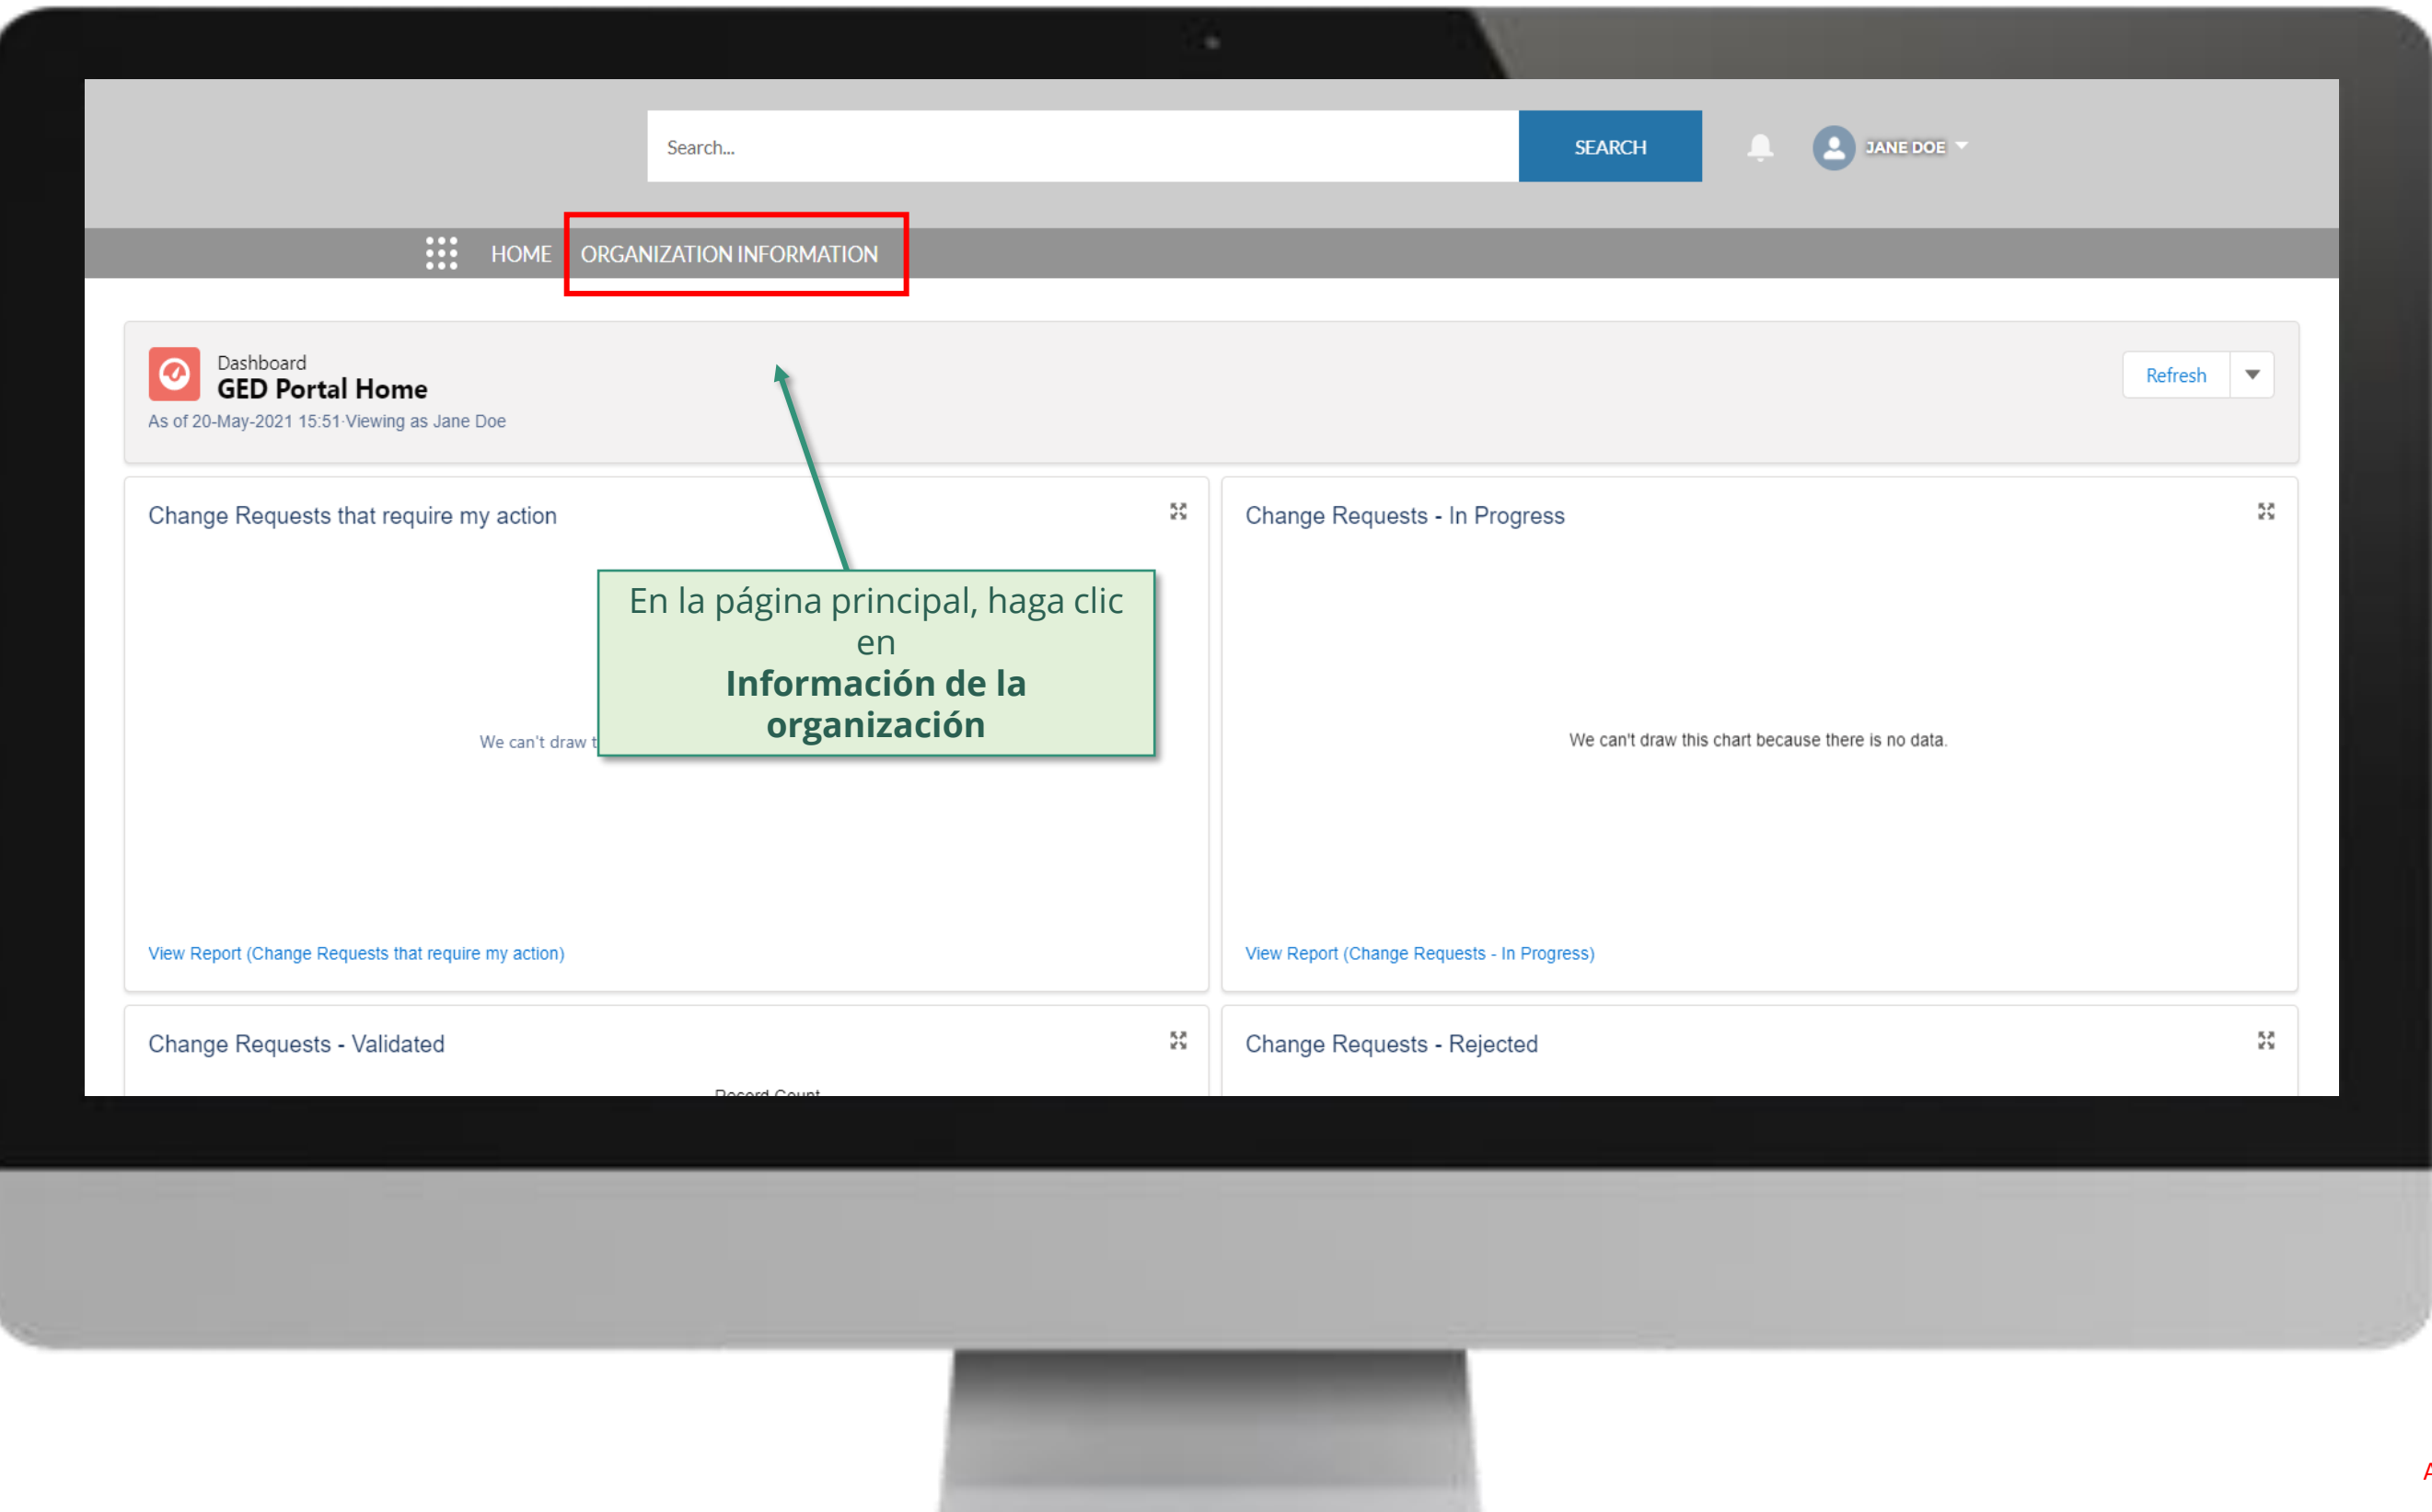 Search...
SEARCH
JANE DOE
HOME ORGANIZATION INFORMATION
Dashboard
GED Portal Home
As of 20-May-2021 15:51·Viewing as Jane Doe
Refresh
Change Requests that require my action
Change Requests - In Progress
En la página principal, haga clic
en
Información de la
organización
We can't draw
We can't draw this chart because there is no data.
View Report (Change Requests that require my action)
View Report (Change Requests - In Progress)
Change Requests - Validated
Change Requests - Rejected
Record Count
A